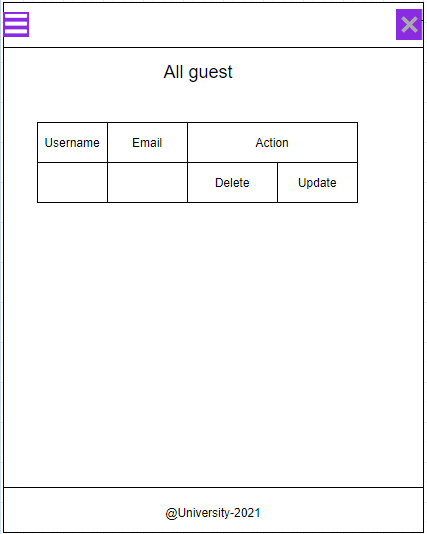 All guest
Username Email Action
Delete Update
@University-2021